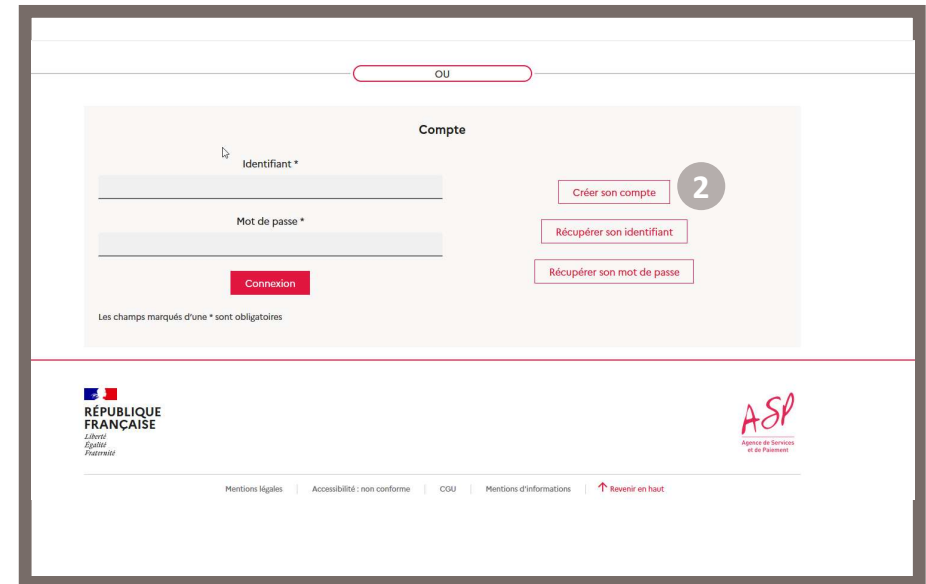 OU
Compte
Identifiant *
Créer son compte
2
Mot de passe *
Récupérer son identifiant
Récupérer son mot de passe
Connexion
Les champs marqués d'une * sont obligatoires
RÉPUBLIQUE
FRANÇAISE
Liberté
Égalité
Fraternité
ASP
Agence de Services
et de Paiement
Mentions légales
Accessibilité : non conforme
CGU
Mentions d'informations
Revenir en haut